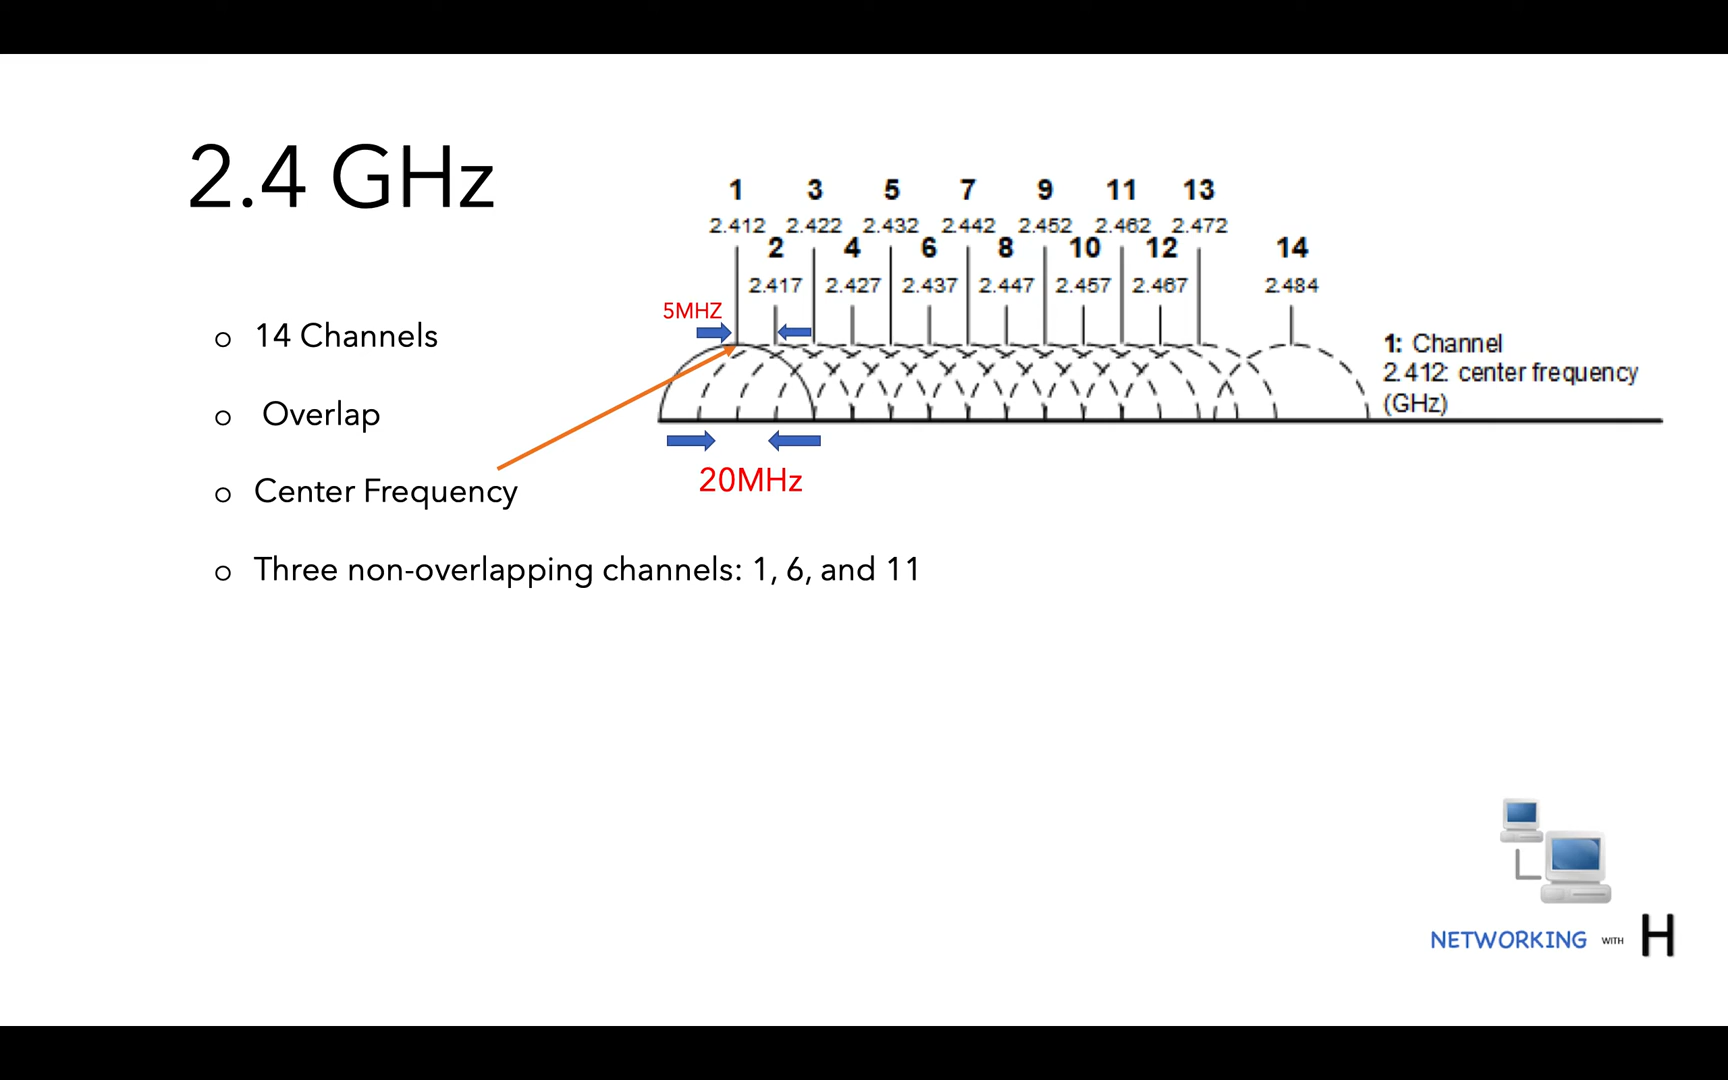 2.4 GHz
1 3 5 7 9 11 13
2.412 2.422 2.432 2.442 2.452 2.462 2.472
2 4 6 8 10 12 14
2.417 2.427 2.437 2.447 2.457 2.467 2.484
5MHZ
1: Channel
2.412: center frequency
(GHz)
20MHz
14 Channels
Overlap
Center Frequency
Three non-overlapping channels: 1, 6, and 11
NETWORKING WITH H